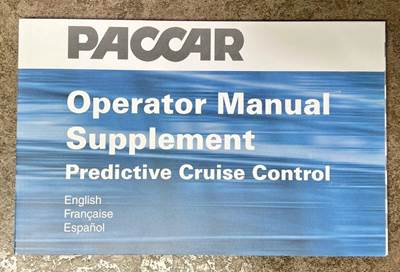 PACCAR
Operator Manual
Supplement
Predictive Cruise Control
English
Française
Español